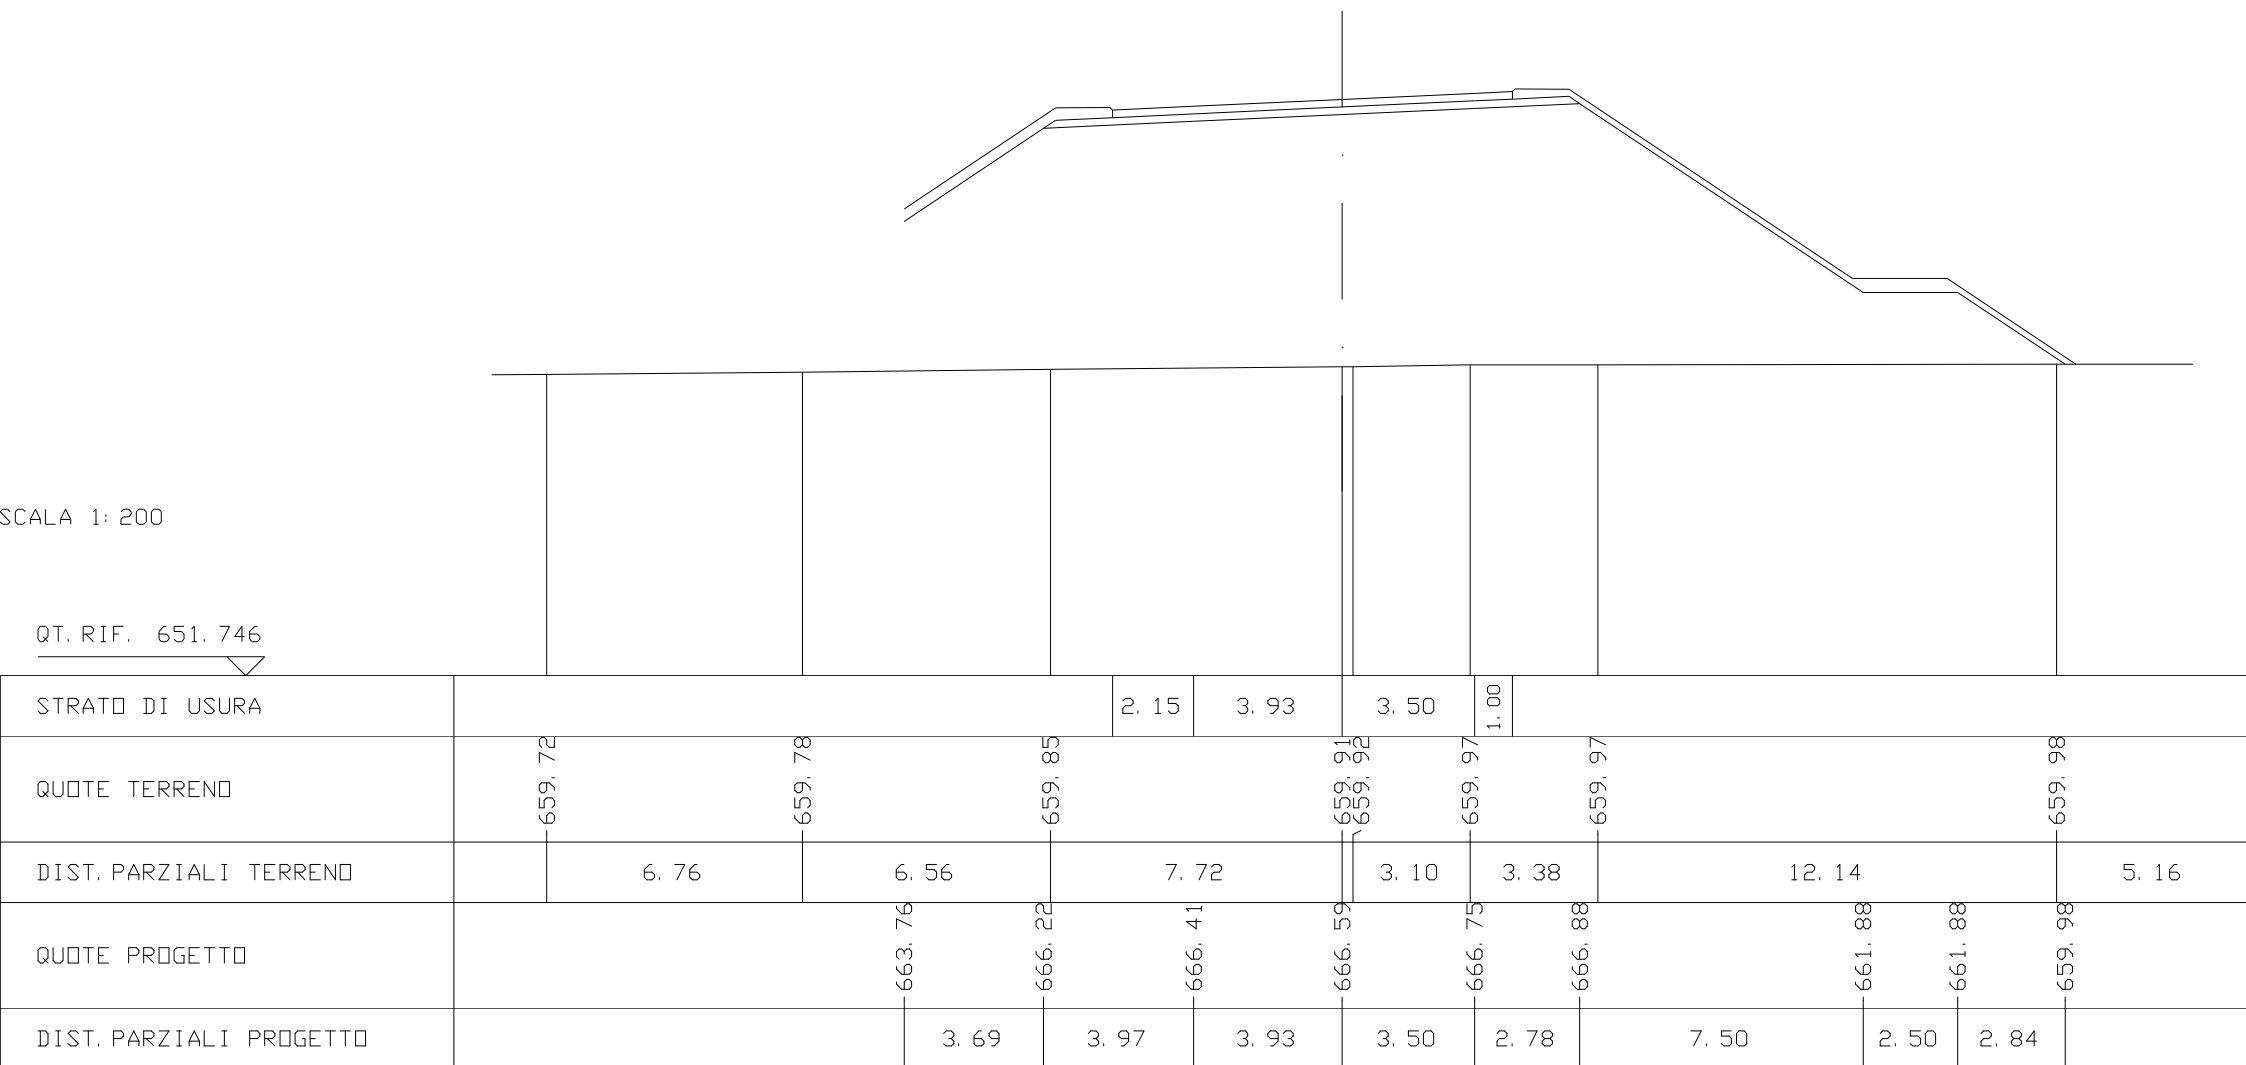 SCALA 1:200
QT.RIF. 651.746
STRATO DI USURA 2.15 3.93 3.50 1.00
QUOTE TERRENO 659.72 659.78 659.85 659.91 659.92 659.97 659.97 659.98
DIST.PARZIALI TERRENO 6.76 6.56 7.72 3.10 3.38 12.14 5.16
QUOTE PROGETTO 663.76 666.22 666.41 666.59 666.75 666.88 661.88 661.88 659.98
DIST.PARZIALI PROGETTO 3.69 3.97 3.93 3.50 2.78 7.50 2.50 2.84